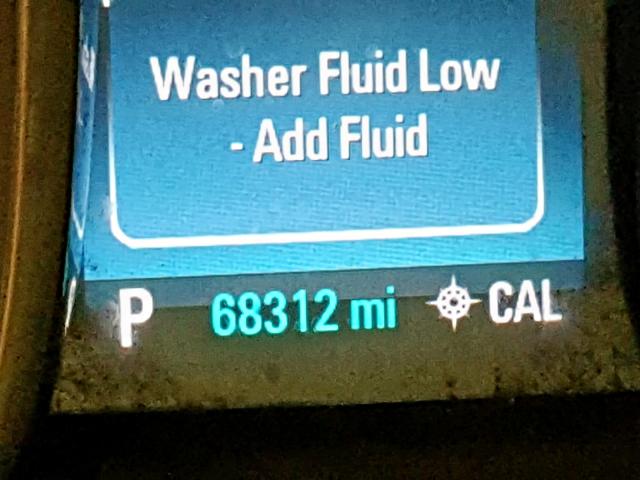 Washer Fluid Low
- Add Fluid
P 68312 mi CAL